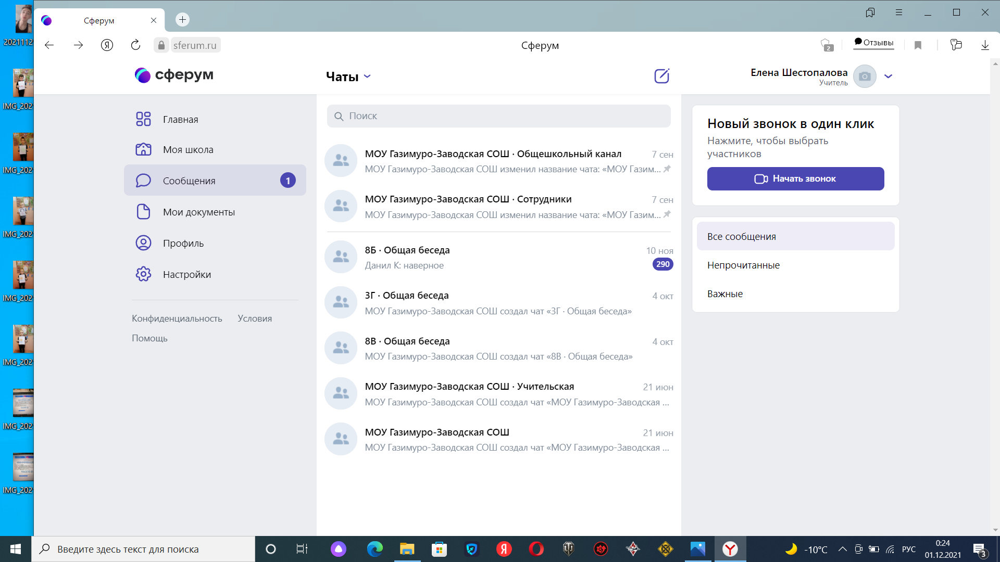 Сферум
2021112
sferum.ru
Сферум
2
Отзывы
сферум
Чаты
Елена Шестопалова
Учитель
IMG_202
IMG_202
IMG_202
IMG_202
IMG_202
IMG_202
IMG_202
Главная
Моя школа
Сообщения
1
Мои документы
Профиль
Настройки
Конфиденциальность Условия
Помощь
Поиск
МОУ Газимуро-Заводская СОШ · Общешкольный канал
7 сен
МОУ Газимуро-Заводская СОШ изменил название чата: «МОУ Газим...
МОУ Газимуро-Заводская СОШ · Сотрудники
7 сен
МОУ Газимуро-Заводская СОШ изменил название чата: «МОУ Газим...
8Б · Общая беседа
10 ноя
Данил К: наверное
290
3Г · Общая беседа
4 окт
МОУ Газимуро-Заводская СОШ создал чат «3Г · Общая беседа»
8В · Общая беседа
4 окт
МОУ Газимуро-Заводская СОШ создал чат «8В · Общая беседа»
МОУ Газимуро-Заводская СОШ · Учительская
21 июн
МОУ Газимуро-Заводская СОШ создал чат «МОУ Газимуро-Заводская ...
МОУ Газимуро-Заводская СОШ
21 июн
МОУ Газимуро-Заводская СОШ создал чат «МОУ Газимуро-Заводская ...
Новый звонок в один клик
Нажмите, чтобы выбрать
участников
Начать звонок
Все сообщения
Непрочитанные
Важные
Введите здесь текст для поиска
-10°C
РУС
0:24
01.12.2021
3